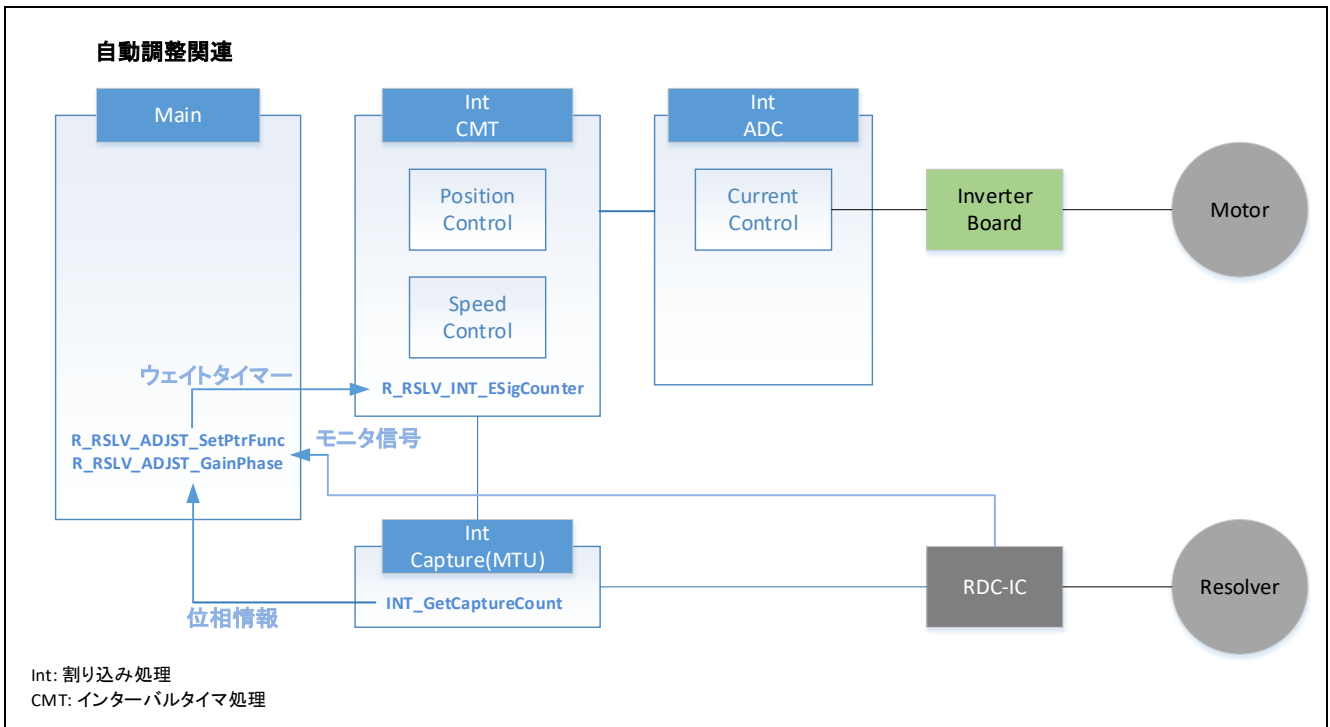 自動調整関連
Main
Int
CMT
Int
ADC
Position
Control
Current
Control
Inverter
Board
Motor
Speed
Control
ウェイトタイマー
R_RSLV_INT_ESigCounter
R_RSLV_ADJST_SetPtrFunc
モニタ信号
R_RSLV_ADJST_GainPhase
Int
Capture(MTU)
INT_GetCaptureCount
位相情報
RDC-IC
Resolver
Int: 割り込み処理
CMT: インターバルタイマ処理